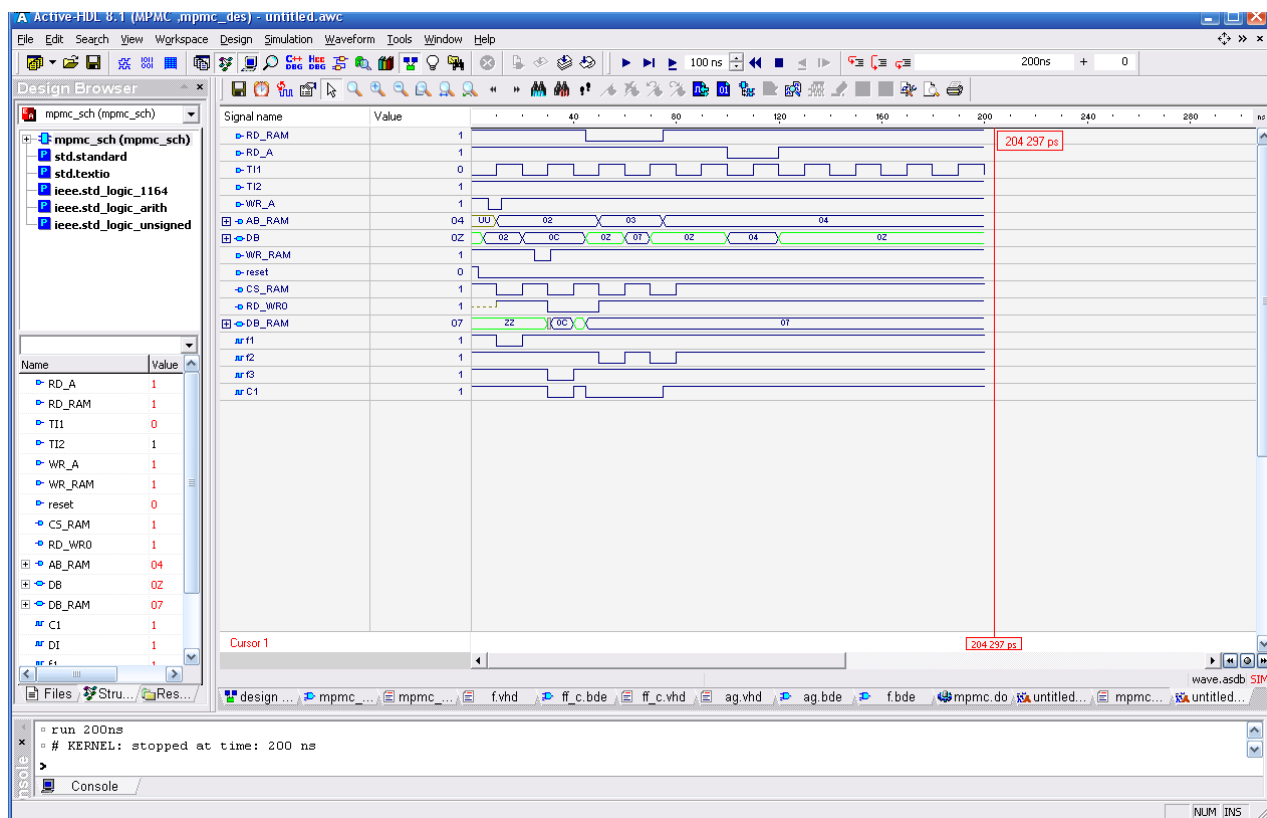 Active-HDL 8.1 (MPMC ,mpmc_des) - untitled.awc
File Edit Search View Workspace Design Simulation Waveform Tools Window Help
100 ns 200ns + 0
Design Browser
mpmc_sch (mpmc_sch)
mpmc_sch (mpmc_sch)
std.standard
std.textio
ieee.std_logic_1164
ieee.std_logic_arith
ieee.std_logic_unsigned
Name Value
RD_A 1
RD_RAM 1
TI1 0
TI2 1
WR_A 1
WR_RAM 1
reset 0
CS_RAM 1
RD_WR0 1
AB_RAM 04
DB 0Z
DB_RAM 07
C1 1
DI 1
f1 1
Files Stru... Res...
Signal name Value 40 80 120 160 200 240 280 ns
RD_RAM 1
204 297 ps
RD_A 1
TI1 0
TI2 1
WR_A 1
AB_RAM 04 UU 02 03 04
DB 0Z 02 0C 0Z 07 0Z 04 0Z
WR_RAM 1
reset 0
CS_RAM 1
RD_WR0 1
DB_RAM 07 ZZ 0C 07
f1 1
f2 1
f3 1
C1 1
Cursor 1 204 297 ps
wave.asdb SIM
design ... mpmc_... mpmc_... f.vhd ff_c.bde ff_c.vhd ag.vhd ag.bde f.bde mpmc.do untitled... mpmc... untitled...
run 200ns
# KERNEL: stopped at time: 200 ns
>
Console
NUM INS